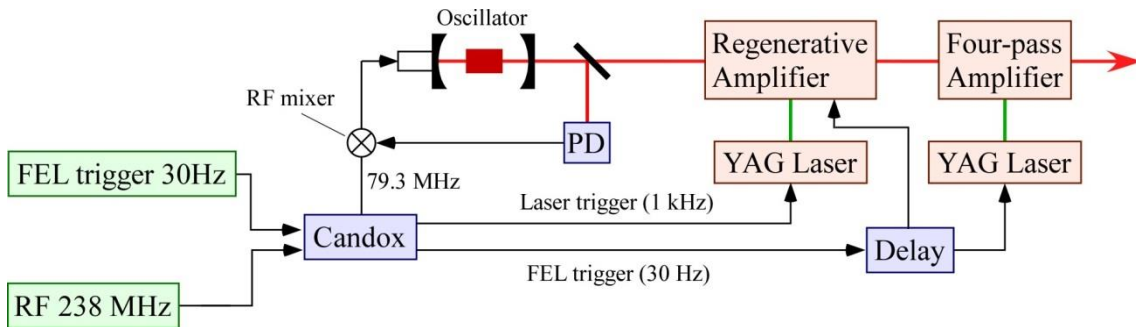 Oscillator
Regenerative
Amplifier
Four-pass
Amplifier
RF mixer
PD
YAG Laser
YAG Laser
FEL trigger 30Hz
79.3 MHz
Laser trigger (1 kHz)
Candox
Delay
FEL trigger (30 Hz)
RF 238 MHz